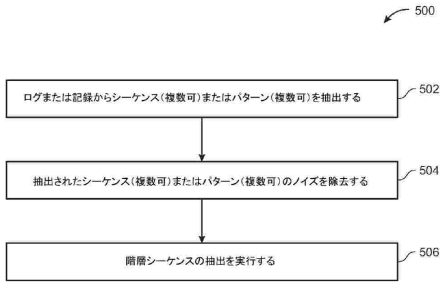 500
ログまたは記録からシーケンス(複数可)またはパターン(複数可)を抽出する
502
抽出されたシーケンス(複数可)またはパターン(複数可)のノイズを除去する
504
階層シーケンスの抽出を実行する
506